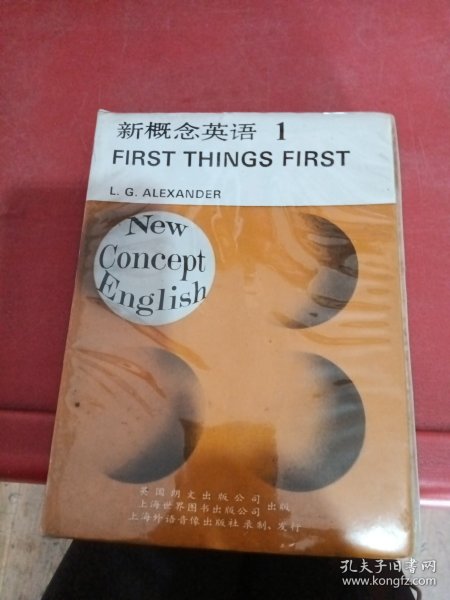 新概念英语 1
FIRST THINGS FIRST
L. G. ALEXANDER
New
Concept
English
英国朗文出版公司
上海世界图书出版公司 出版
上海外语音像出版社录制、发行
孔夫子旧书网
www.kongfz.com